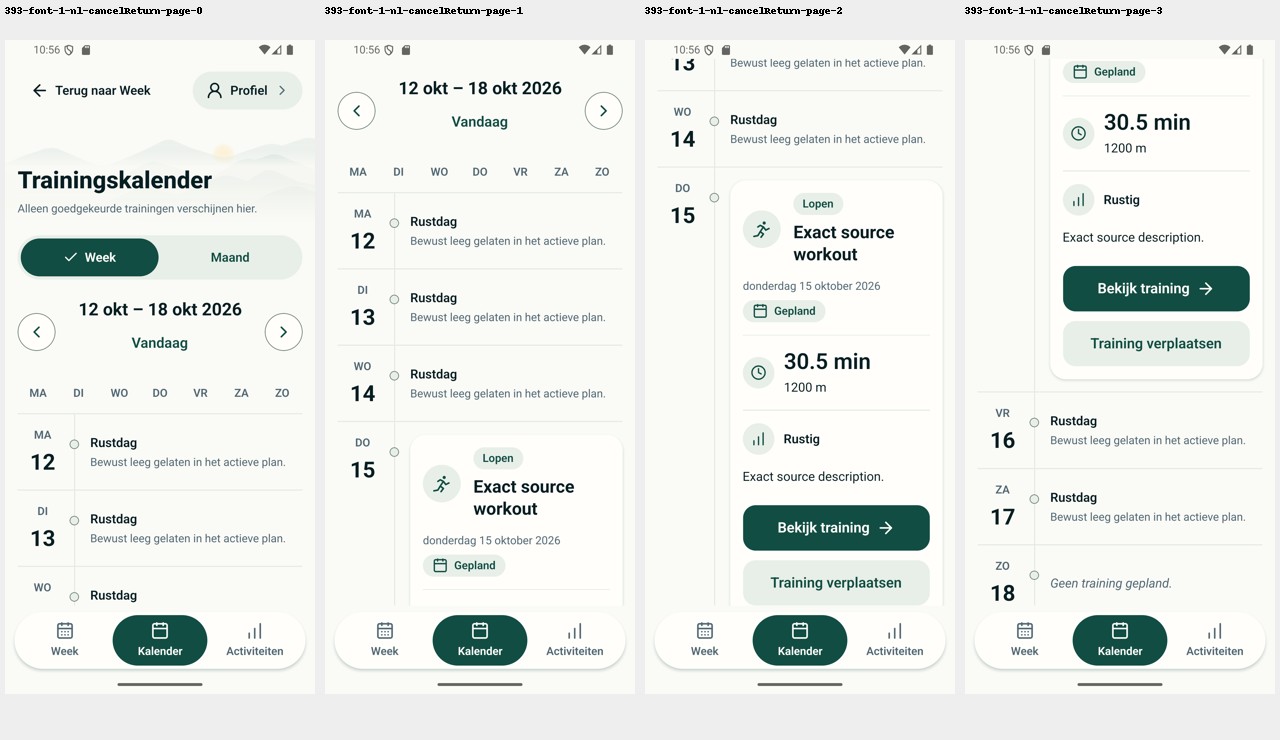 393-font-1-nl-cancelReturn-page-0
10:56
Terug naar Week
Profiel
Trainingskalender
Alleen goedgekeurde trainingen verschijnen hier.
Week
Maand
12 okt – 18 okt 2026
Vandaag
MA DI WO DO VR ZA ZO
MA
12
Rustdag
Bewust leeg gelaten in het actieve plan.
DI
13
Rustdag
Bewust leeg gelaten in het actieve plan.
WO
Rustdag
Week
Kalender
Activiteiten
393-font-1-nl-cancelReturn-page-1
10:56
12 okt – 18 okt 2026
Vandaag
MA DI WO DO VR ZA ZO
MA
12
Rustdag
Bewust leeg gelaten in het actieve plan.
DI
13
Rustdag
Bewust leeg gelaten in het actieve plan.
WO
14
Rustdag
Bewust leeg gelaten in het actieve plan.
DO
15
Lopen
Exact source
workout
donderdag 15 oktober 2026
Gepland
Week
Kalender
Activiteiten
393-font-1-nl-cancelReturn-page-2
10:56
13
Bewust leeg gelaten in het actieve plan.
WO
14
Rustdag
Bewust leeg gelaten in het actieve plan.
DO
15
Lopen
Exact source
workout
donderdag 15 oktober 2026
Gepland
30.5 min
1200 m
Rustig
Exact source description.
Bekijk training
Training verplaatsen
Week
Kalender
Activiteiten
393-font-1-nl-cancelReturn-page-3
10:56
Gepland
30.5 min
1200 m
Rustig
Exact source description.
Bekijk training
Training verplaatsen
VR
16
Rustdag
Bewust leeg gelaten in het actieve plan.
ZA
17
Rustdag
Bewust leeg gelaten in het actieve plan.
ZO
18
Geen training gepland.
Week
Kalender
Activiteiten